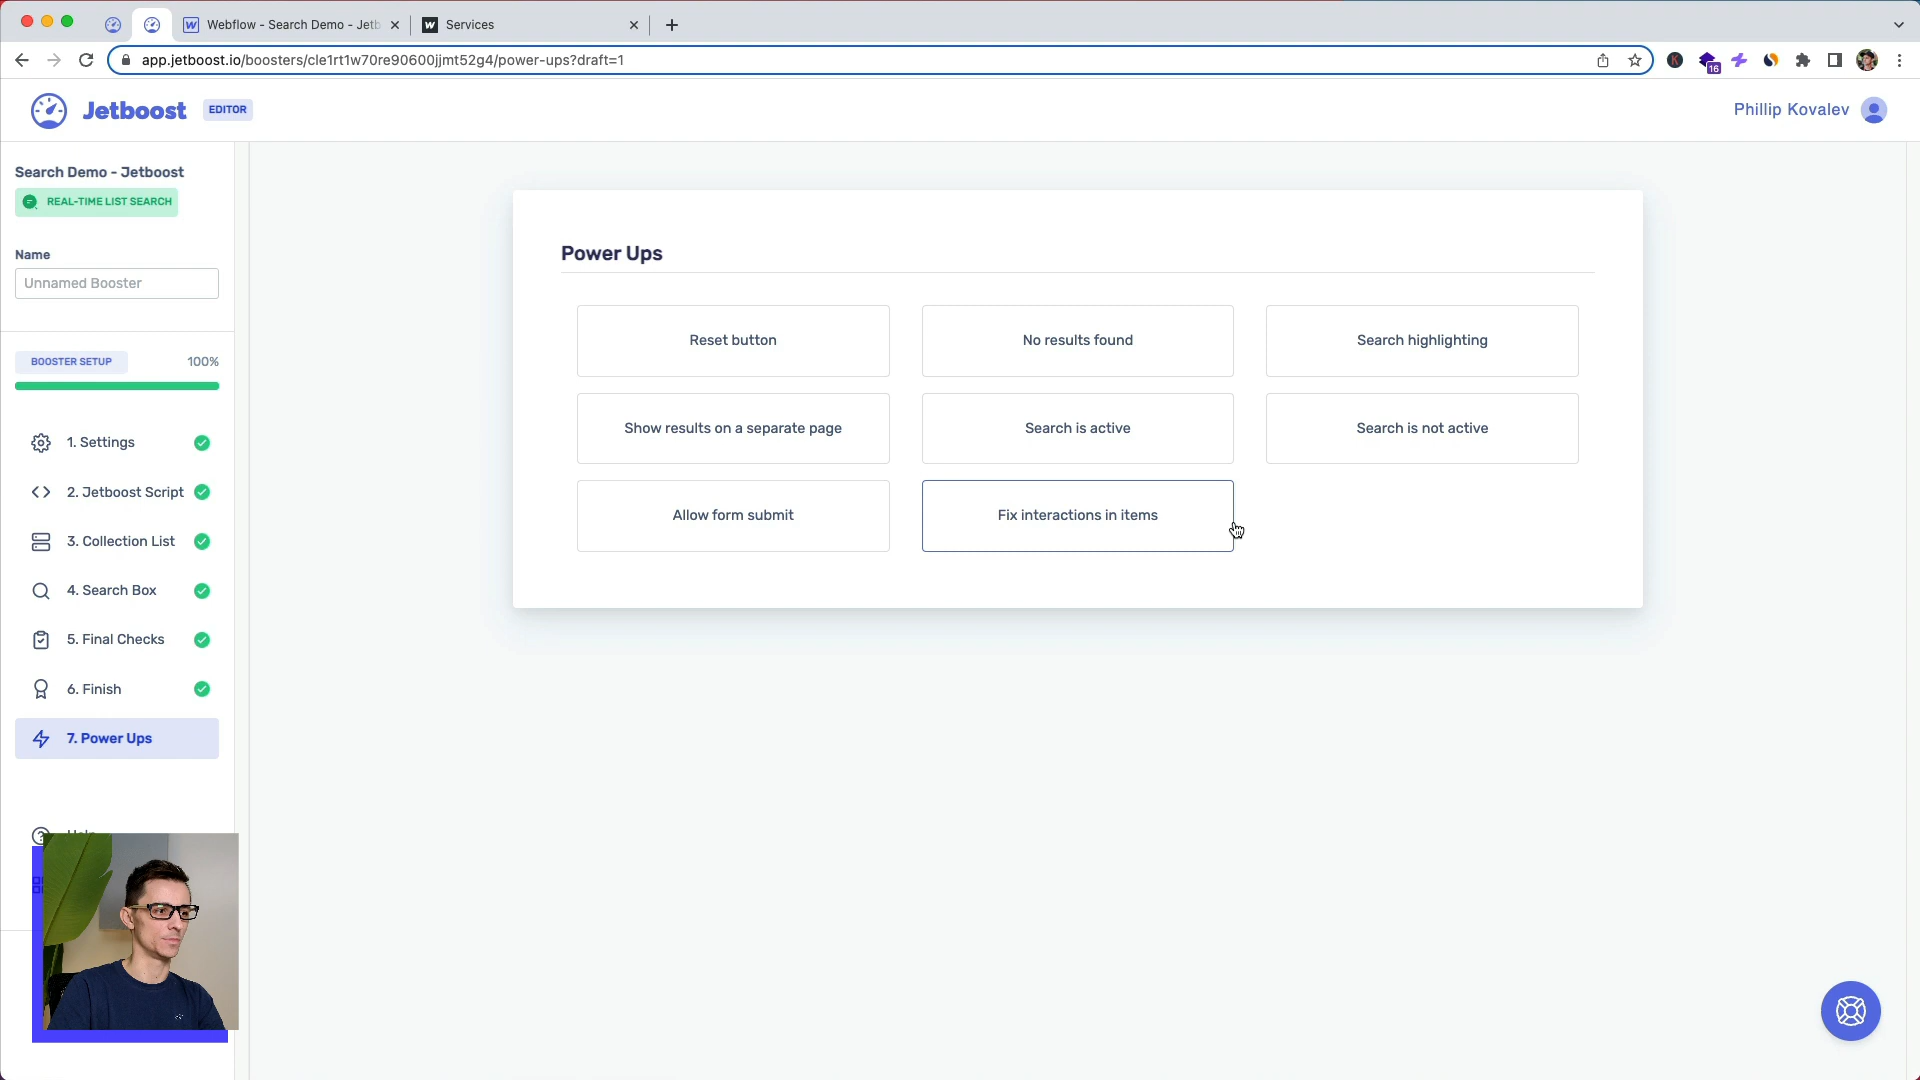 Webflow - Search Demo - Jetb
Services
app.jetboost.io/boosters/cle1rt1w70re90600jjmt52g4/power-ups?draft=1
K
16
Jetboost
EDITOR
Phillip Kovalev
Search Demo - Jetboost
REAL-TIME LIST SEARCH
Name
Unnamed Booster
BOOSTER SETUP
100%
1. Settings
2. Jetboost Script
3. Collection List
4. Search Box
5. Final Checks
6. Finish
7. Power Ups
Power Ups
Reset button
No results found
Search highlighting
Show results on a separate page
Search is active
Search is not active
Allow form submit
Fix interactions in items